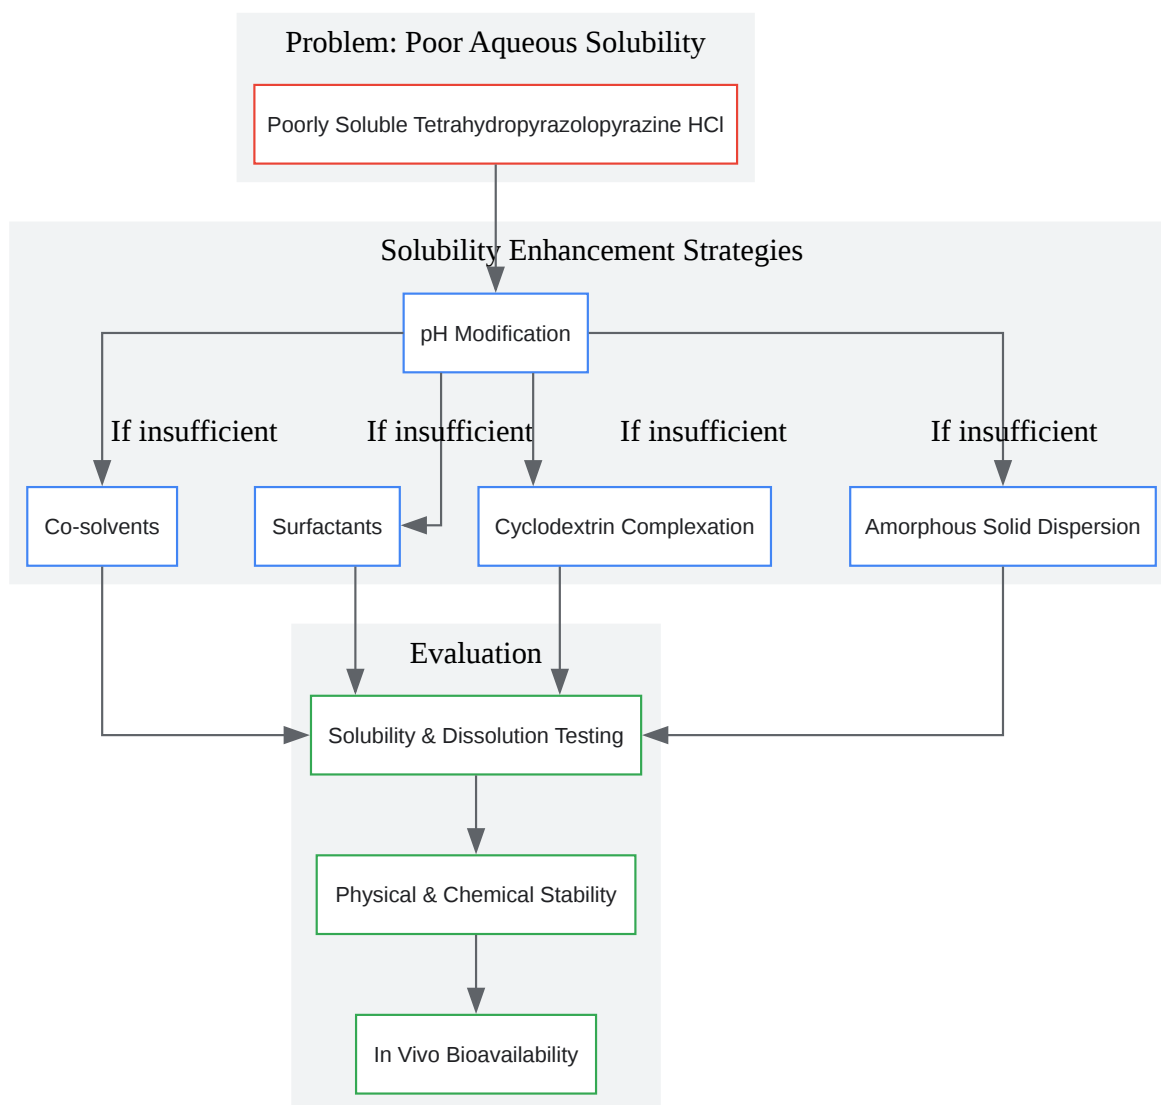 Problem: Poor Aqueous Solubility
Poorly Soluble Tetrahydropyrazolopyrazine HCl
Solubility Enhancement Strategies
pH Modification
If insufficient
If insufficient
If insufficient
If insufficient
Co-solvents
Surfactants
Cyclodextrin Complexation
Amorphous Solid Dispersion
Evaluation
Solubility & Dissolution Testing
Physical & Chemical Stability
In Vivo Bioavailability